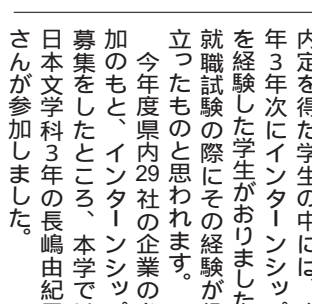 内定を得た学生の中には、
年3年次にインターンシップ
を経験した学生がおりました
就職試験の際にその経験が
立ったものと思われます。
今年度県内29社の企業の
加のもと、インターンシップ
募集をしたところ、本学では
日本文学科3年の長嶋由紀
さんが参加しました。